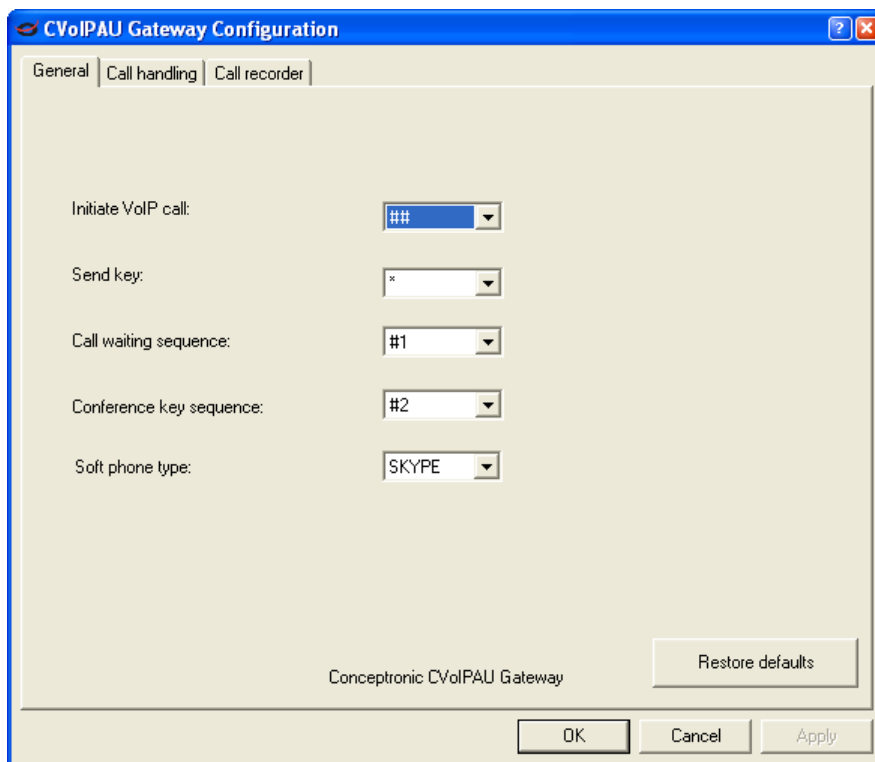 CVoIPAU Gateway Configuration
General Call handling Call recorder
Initiate VoIP call: ##
Send key: *
Call waiting sequence: #1
Conference key sequence: #2
Soft phone type: SKYPE
Restore defaults
Conceptronic CVoIPAU Gateway
OK Cancel Apply